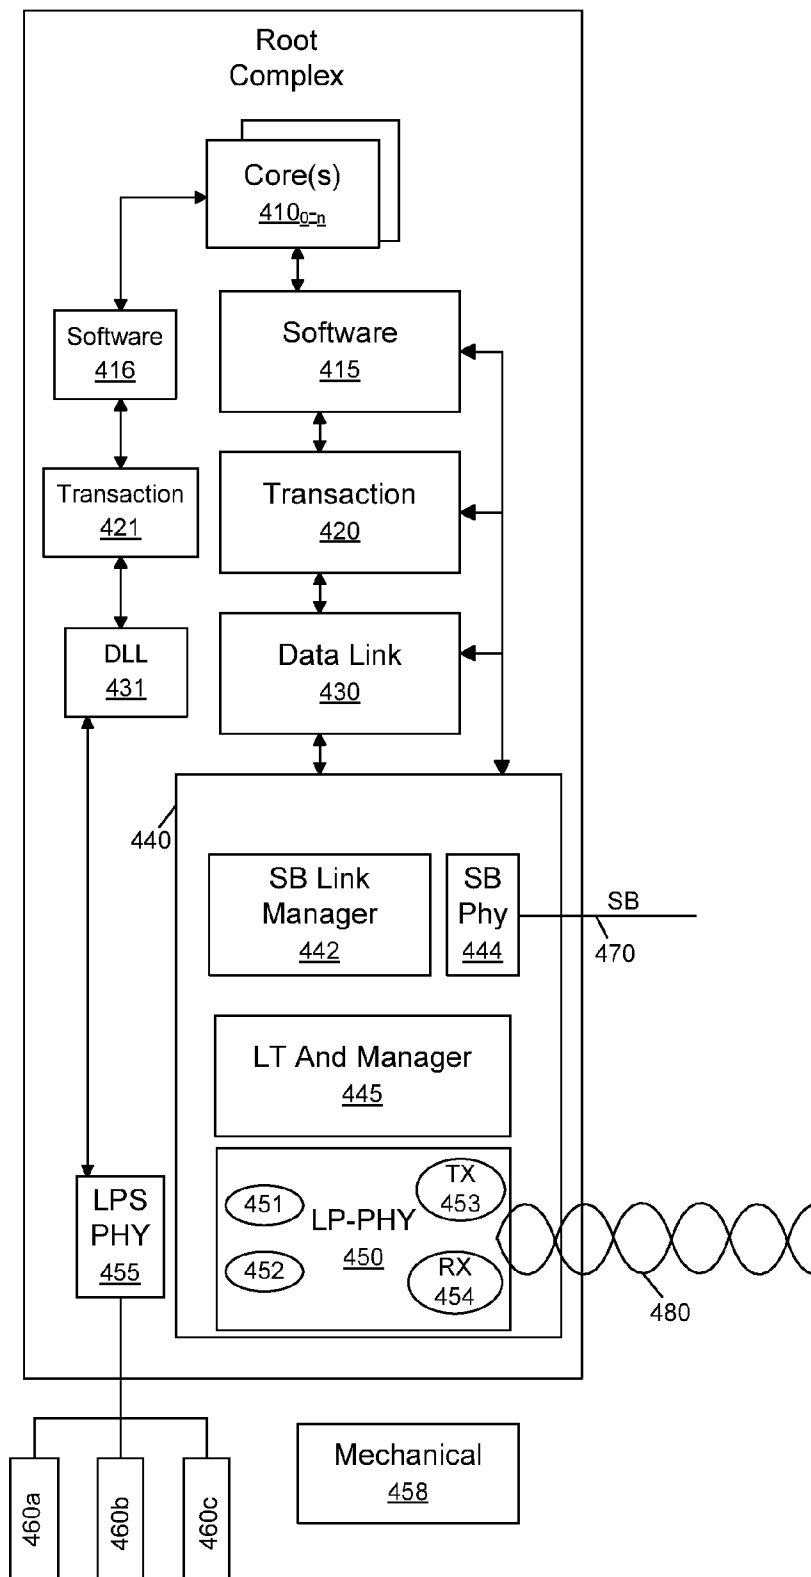 Root
Complex
Core(s)
410₀₋ₙ
Software
416
Software
415
Transaction
421
Transaction
420
DLL
431
Data Link
430
440
SB Link
Manager
442
SB
Phy
444
SB
470
LT And Manager
445
LPS
PHY
455
451
452
LP-PHY
450
TX
453
RX
454
480
460a
460b
460c
Mechanical
458